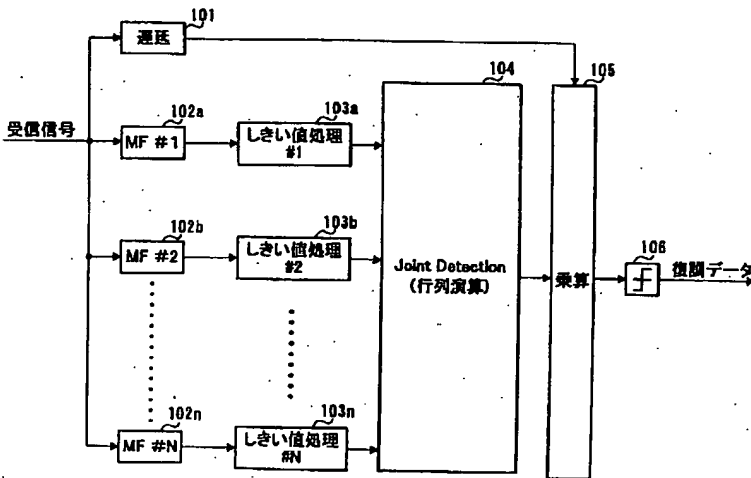 101
遅延
104
105
受信信号
102a
MF #1
103a
しきい値処理
#1
102b
MF #2
103b
しきい値処理
#2
Joint Detection
(行列演算)
乗算
106
復調データ
102n
MF #N
103n
しきい値処理
#N